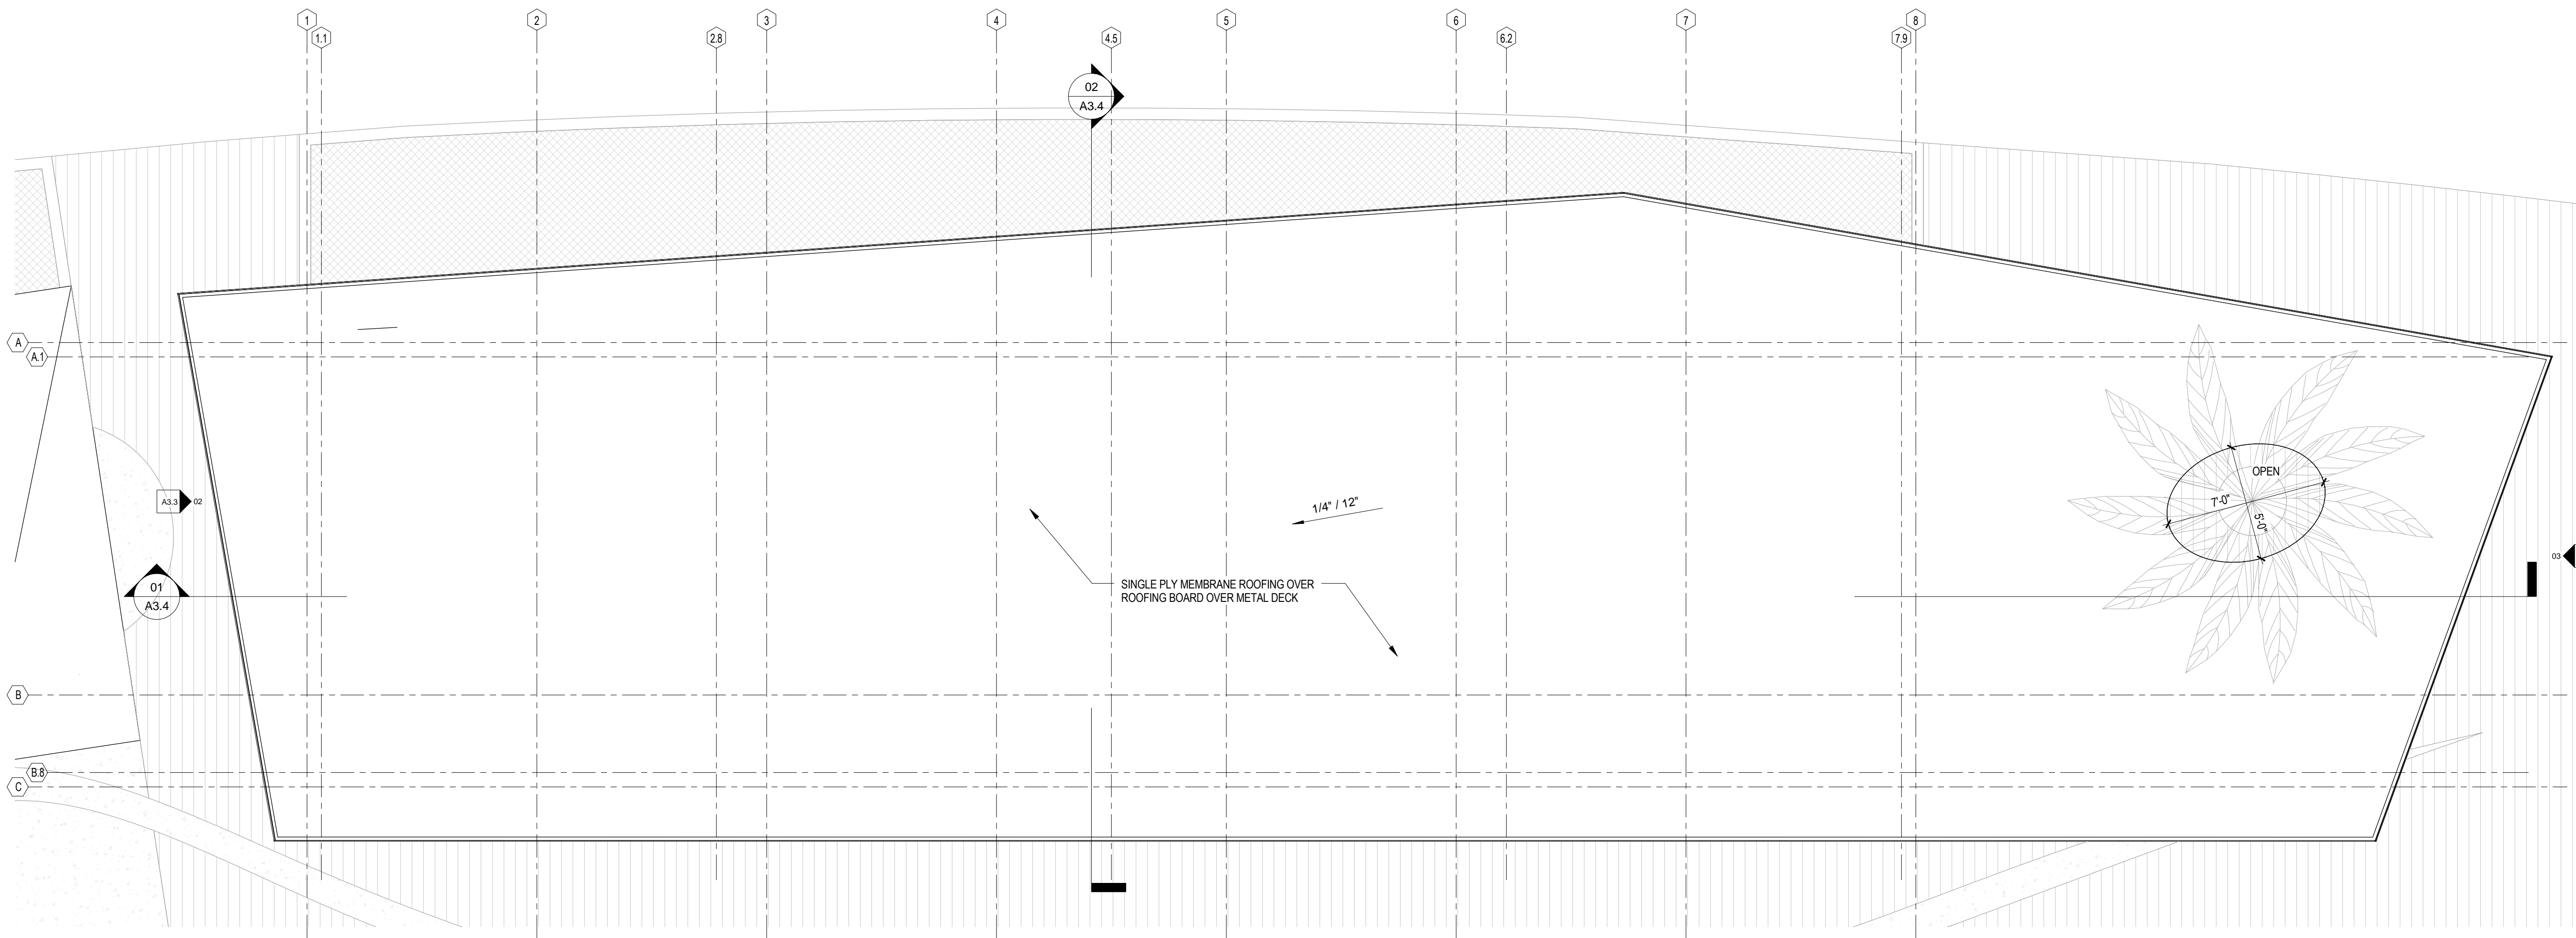 1
2
3
4
5
6
7
8
1.1
2.8
4.5
6.2
7.9
02
A3.4
A
A.1
OPEN
7'-0"
5'-0"
A3.3
02
1/4" / 12"
03
01
A3.4
SINGLE PLY MEMBRANE ROOFING OVER
ROOFING BOARD OVER METAL DECK
B
B.8
C